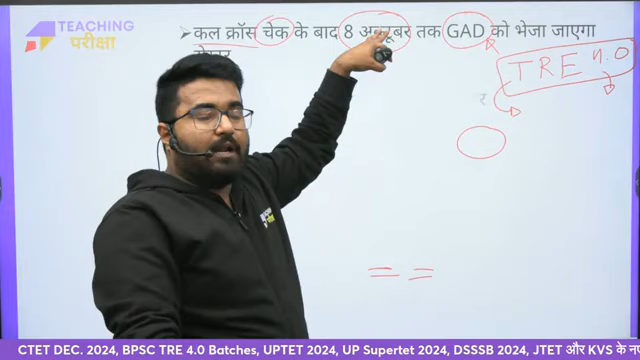 TEACHING
परीक्षा
➤कल क्रॉस चेक के बाद 8 अक्टूबर तक GAD को भेजा जाएगा
TRE 4.0
CTET DEC. 2024, BPSC TRE 4.0 Batches, UPTET 2024, UP Supertet 2024, DSSSB 2024, JTET और KVS के